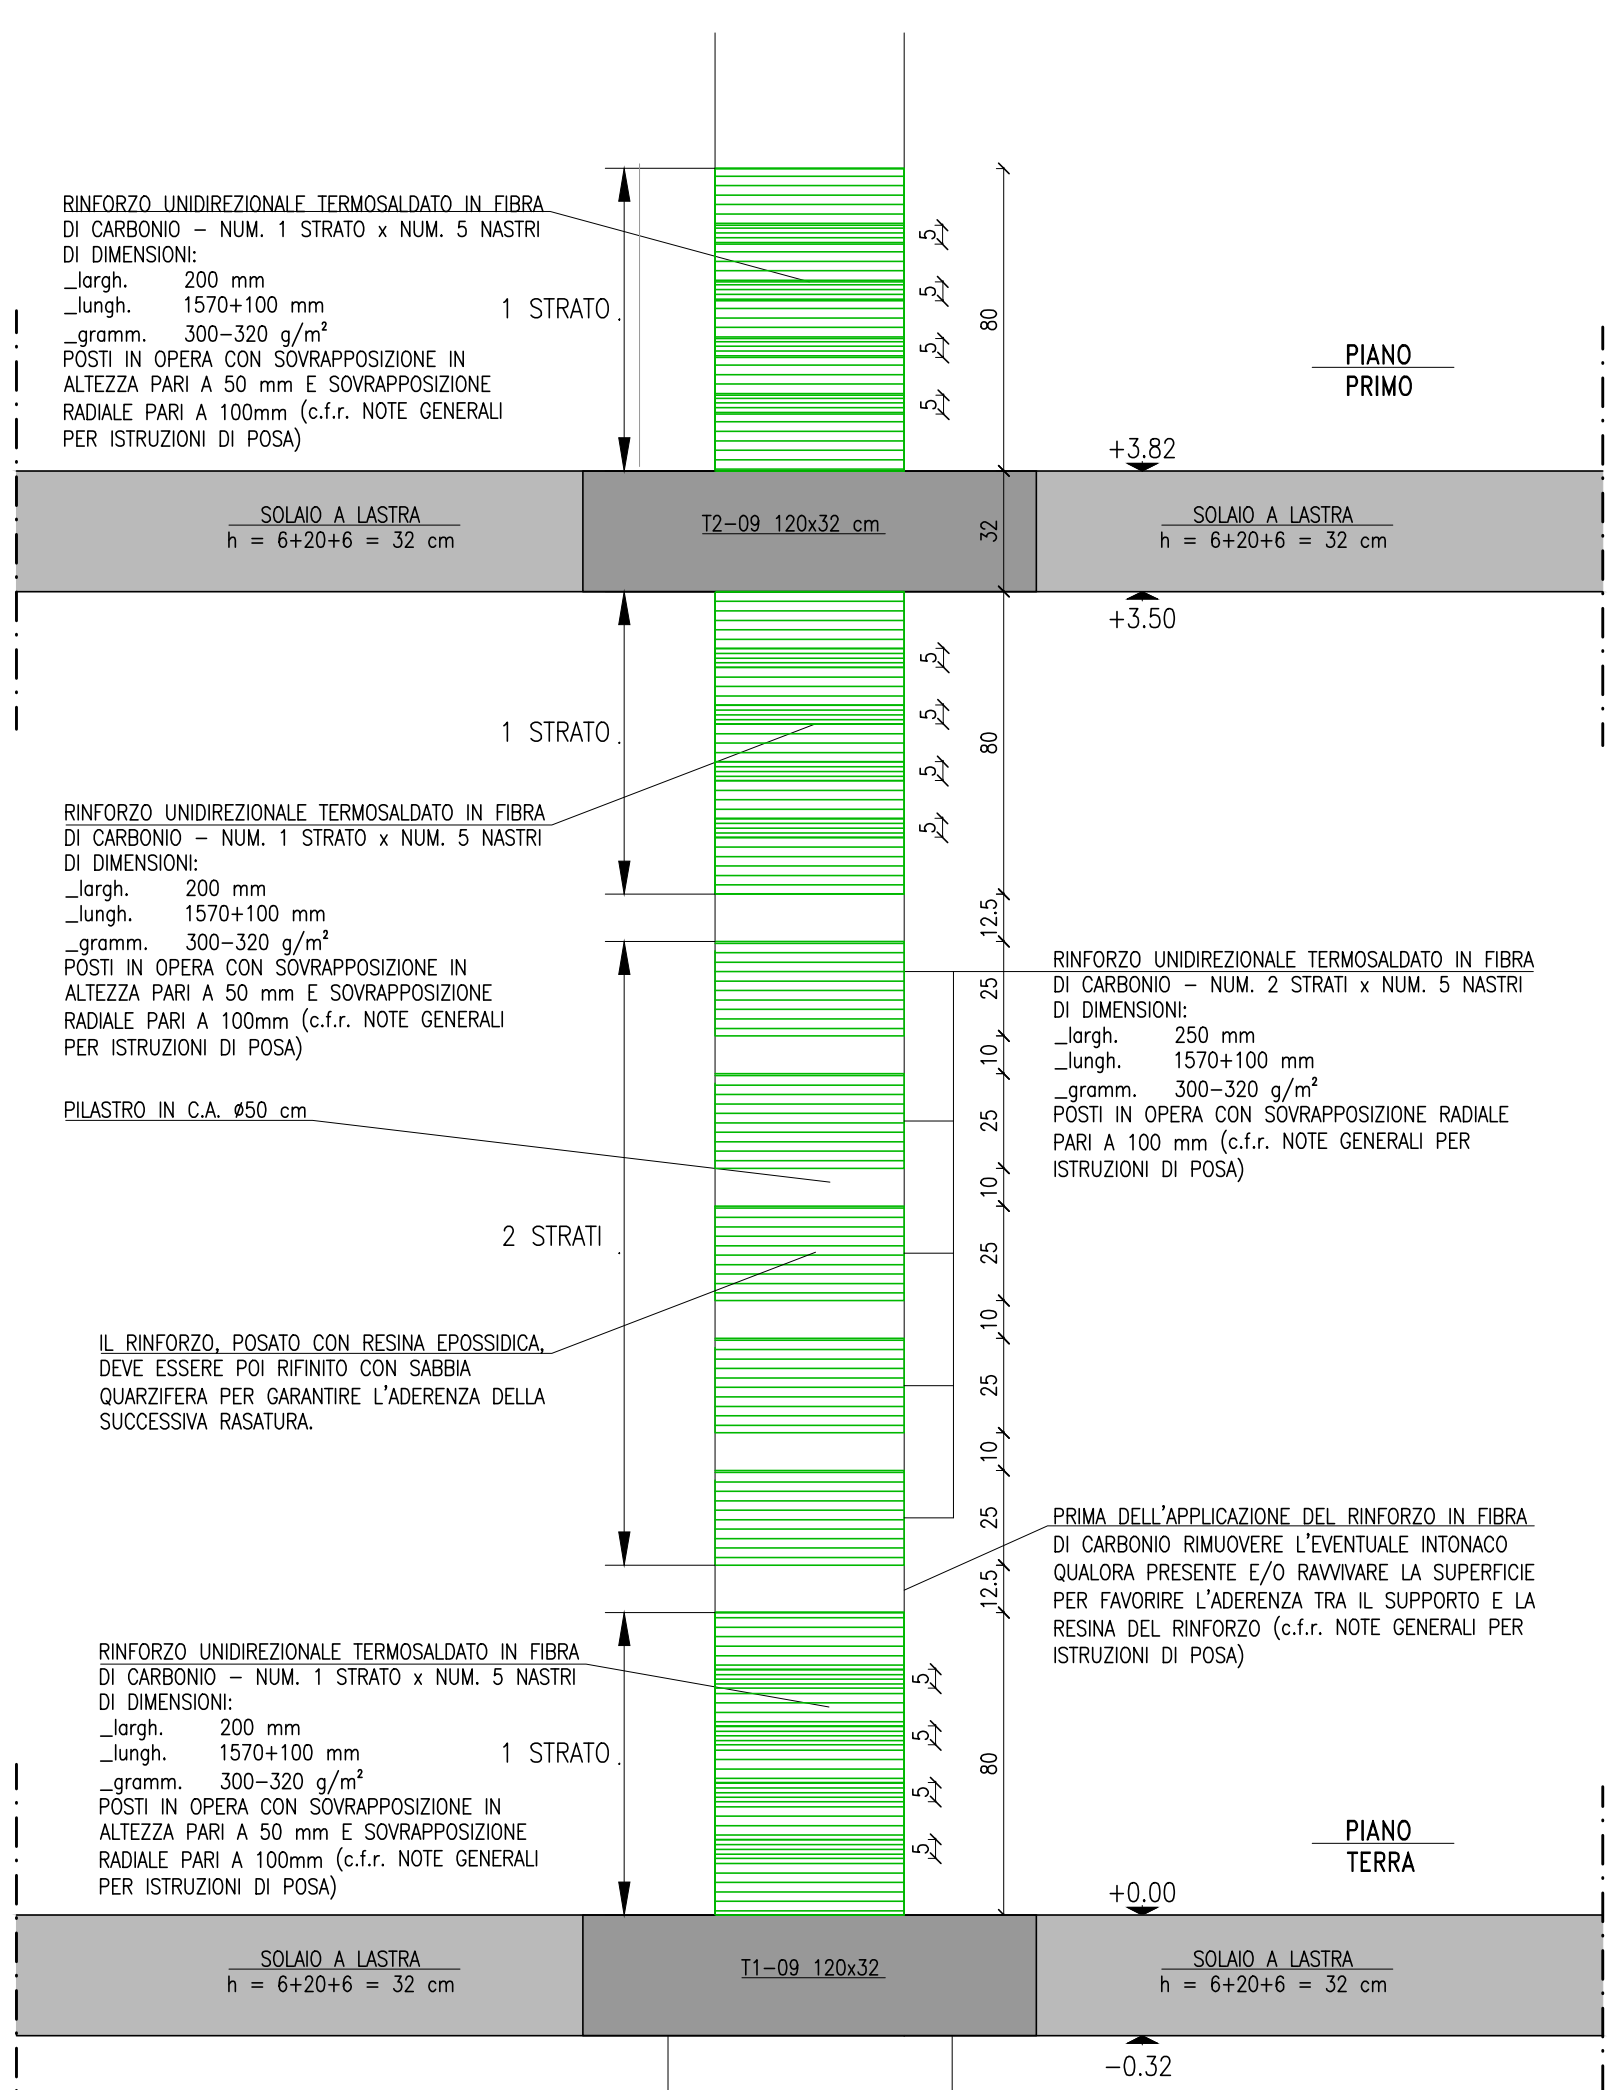 RINFORZO UNIDIREZIONALE TERMOSALDATO IN FIBRA
DI CARBONIO – NUM. 1 STRATO x NUM. 5 NASTRI
DI DIMENSIONI:
_largh. 200 mm
_lungh. 1570+100 mm
_gramm. 300–320 g/m²
POSTI IN OPERA CON SOVRAPPOSIZIONE IN
ALTEZZA PARI A 50 mm E SOVRAPPOSIZIONE
RADIALE PARI A 100mm (c.f.r. NOTE GENERALI
PER ISTRUZIONI DI POSA)
1 STRATO
5
5
5
5
80
PIANO
PRIMO
+3.82
SOLAIO A LASTRA
h = 6+20+6 = 32 cm
T2–09 120x32 cm
32
SOLAIO A LASTRA
h = 6+20+6 = 32 cm
+3.50
1 STRATO
5
5
5
5
80
RINFORZO UNIDIREZIONALE TERMOSALDATO IN FIBRA
DI CARBONIO – NUM. 1 STRATO x NUM. 5 NASTRI
DI DIMENSIONI:
_largh. 200 mm
_lungh. 1570+100 mm
_gramm. 300–320 g/m²
POSTI IN OPERA CON SOVRAPPOSIZIONE IN
ALTEZZA PARI A 50 mm E SOVRAPPOSIZIONE
RADIALE PARI A 100mm (c.f.r. NOTE GENERALI
PER ISTRUZIONI DI POSA)
12.5
25
10
25
10
25
10
25
10
25
12.5
RINFORZO UNIDIREZIONALE TERMOSALDATO IN FIBRA
DI CARBONIO – NUM. 2 STRATI x NUM. 5 NASTRI
DI DIMENSIONI:
_largh. 250 mm
_lungh. 1570+100 mm
_gramm. 300–320 g/m²
POSTI IN OPERA CON SOVRAPPOSIZIONE RADIALE
PARI A 100 mm (c.f.r. NOTE GENERALI PER
ISTRUZIONI DI POSA)
PILASTRO IN C.A. ø50 cm
2 STRATI
IL RINFORZO, POSATO CON RESINA EPOSSIDICA,
DEVE ESSERE POI RIFINITO CON SABBIA
QUARZIFERA PER GARANTIRE L'ADERENZA DELLA
SUCCESSIVA RASATURA.
PRIMA DELL'APPLICAZIONE DEL RINFORZO IN FIBRA
DI CARBONIO RIMUOVERE L'EVENTUALE INTONACO
QUALORA PRESENTE E/O RAVVIVARE LA SUPERFICIE
PER FAVORIRE L'ADERENZA TRA IL SUPPORTO E LA
RESINA DEL RINFORZO (c.f.r. NOTE GENERALI PER
ISTRUZIONI DI POSA)
RINFORZO UNIDIREZIONALE TERMOSALDATO IN FIBRA
DI CARBONIO – NUM. 1 STRATO x NUM. 5 NASTRI
DI DIMENSIONI:
_largh. 200 mm
_lungh. 1570+100 mm
_gramm. 300–320 g/m²
POSTI IN OPERA CON SOVRAPPOSIZIONE IN
ALTEZZA PARI A 50 mm E SOVRAPPOSIZIONE
RADIALE PARI A 100mm (c.f.r. NOTE GENERALI
PER ISTRUZIONI DI POSA)
1 STRATO
5
5
5
5
80
PIANO
TERRA
+0.00
SOLAIO A LASTRA
h = 6+20+6 = 32 cm
T1–09 120x32
SOLAIO A LASTRA
h = 6+20+6 = 32 cm
–0.32